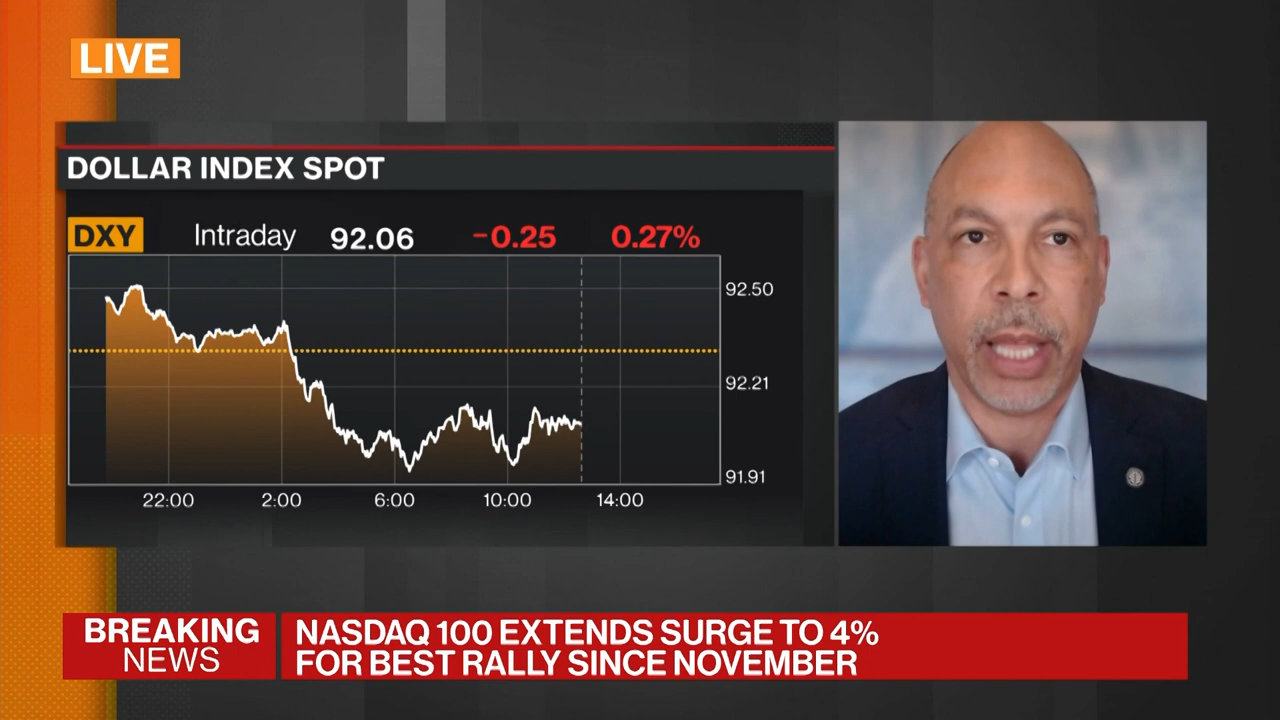 LIVE
DOLLAR INDEX SPOT
DXY Intraday 92.06 -0.25 0.27%
92.50
92.21
91.91
22:00 2:00 6:00 10:00 14:00
BREAKING
NEWS
NASDAQ 100 EXTENDS SURGE TO 4%
FOR BEST RALLY SINCE NOVEMBER